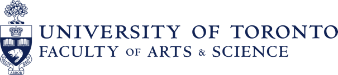 UNIVERSITY OF TORONTO
FACULTY OF ARTS & SCIENCE